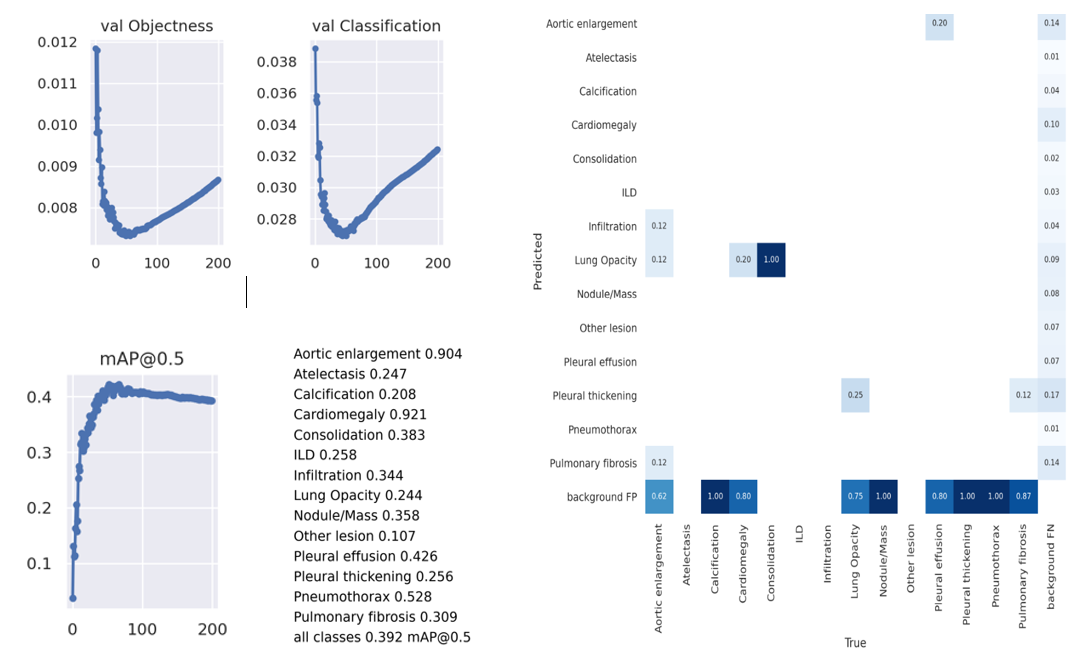 val Objectness
0.012
0.011
0.010
0.009
0.008
0 100 200
val Classification
0.038
0.036
0.034
0.032
0.030
0.028
0 100 200
mAP@0.5
0.4
0.3
0.2
0.1
0 100 200
Aortic enlargement 0.904
Atelectasis 0.247
Calcification 0.208
Cardiomegaly 0.921
Consolidation 0.383
ILD 0.258
Infiltration 0.344
Lung Opacity 0.244
Nodule/Mass 0.358
Other lesion 0.107
Pleural effusion 0.426
Pleural thickening 0.256
Pneumothorax 0.528
Pulmonary fibrosis 0.309
all classes 0.392 mAP@0.5
Predicted
Aortic enlargement 0.20 0.14
Atelectasis 0.01
Calcification 0.04
Cardiomegaly 0.10
Consolidation 0.02
ILD 0.03
Infiltration 0.12 0.04
Lung Opacity 0.12 0.20 1.00 0.09
Nodule/Mass 0.08
Other lesion 0.07
Pleural effusion 0.07
Pleural thickening 0.25 0.12 0.17
Pneumothorax 0.01
Pulmonary fibrosis 0.12 0.14
background FP 0.62 1.00 0.80 0.75 1.00 0.80 1.00 1.00 0.87
Aortic enlargement
Atelectasis
Calcification
Cardiomegaly
Consolidation
ILD
Infiltration
Lung Opacity
Nodule/Mass
Other lesion
Pleural effusion
Pleural thickening
Pneumothorax
Pulmonary fibrosis
background FN
True